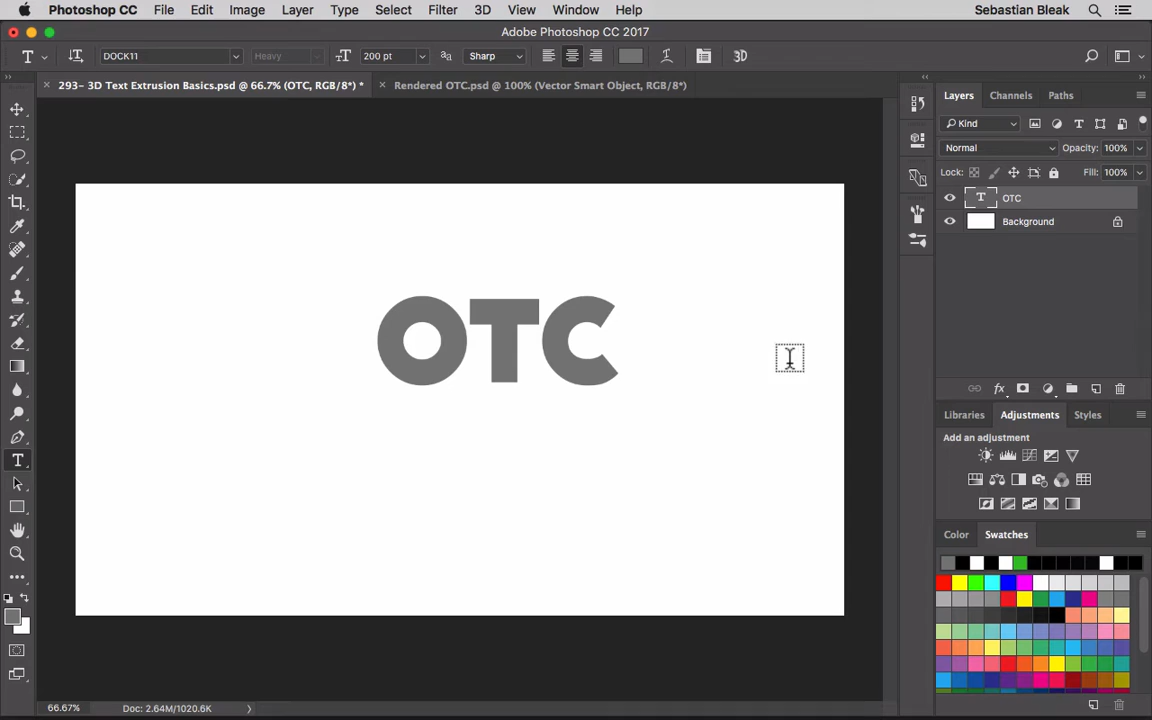 Photoshop CC File Edit Image Layer Type Select Filter 3D View Window Help Sebastian Bleak
Adobe Photoshop CC 2017
T DOCK11 Heavy 200 pt Sharp 3D
293- 3D Text Extrusion Basics.psd @ 66.7% (OTC, RGB/8*) * Rendered OTC.psd @ 100% (Vector Smart Object, RGB/8*)
Layers Channels Paths
Kind
Normal Opacity: 100%
Lock: Fill: 100%
T OTC
Background
OTC
fx
Libraries Adjustments Styles
Add an adjustment
Color Swatches
66.67% Doc: 2.64M/1020.6K